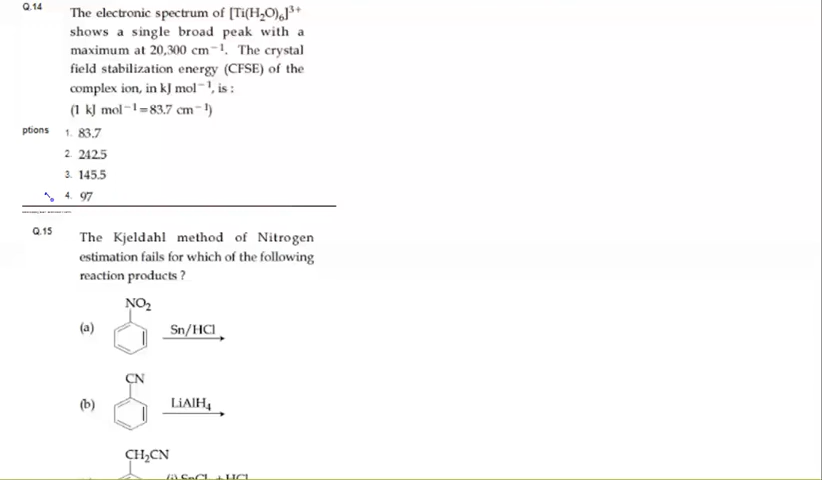 Q.14
The electronic spectrum of [Ti(H₂O)₆]³⁺
shows a single broad peak with a
maximum at 20,300 cm⁻¹. The crystal
field stabilization energy (CFSE) of the
complex ion, in kJ mol⁻¹, is :
(1 kJ mol⁻¹=83.7 cm⁻¹)
ptions
1. 83.7
2. 242.5
3. 145.5
4. 97
Q.15
The Kjeldahl method of Nitrogen
estimation fails for which of the following
reaction products ?
NO₂
(a) Sn/HCl
CN
(b) LiAlH₄
CH₂CN
(i) SnCl₂ + HCl